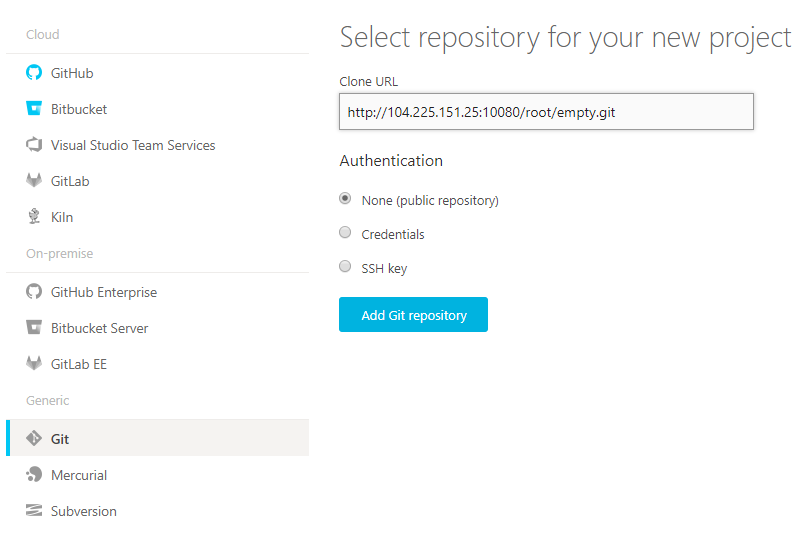 Cloud
GitHub
Bitbucket
Visual Studio Team Services
GitLab
Kiln
On-premise
GitHub Enterprise
Bitbucket Server
GitLab EE
Generic
Git
Mercurial
Subversion
Select repository for your new project
Clone URL
http://104.225.151.25:10080/root/empty.git
Authentication
None (public repository)
Credentials
SSH key
Add Git repository